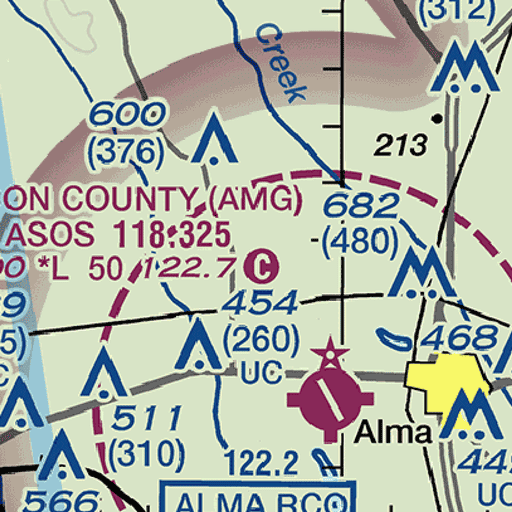 (312)
Creek
600
(376)
213
ON COUNTY (AMG)
ASOS 118.325
*L 50 122.7 C
682
(480)
454
(260)
UC
468
511
(310)
Alma
122.2
566
UC
ALMA RCO